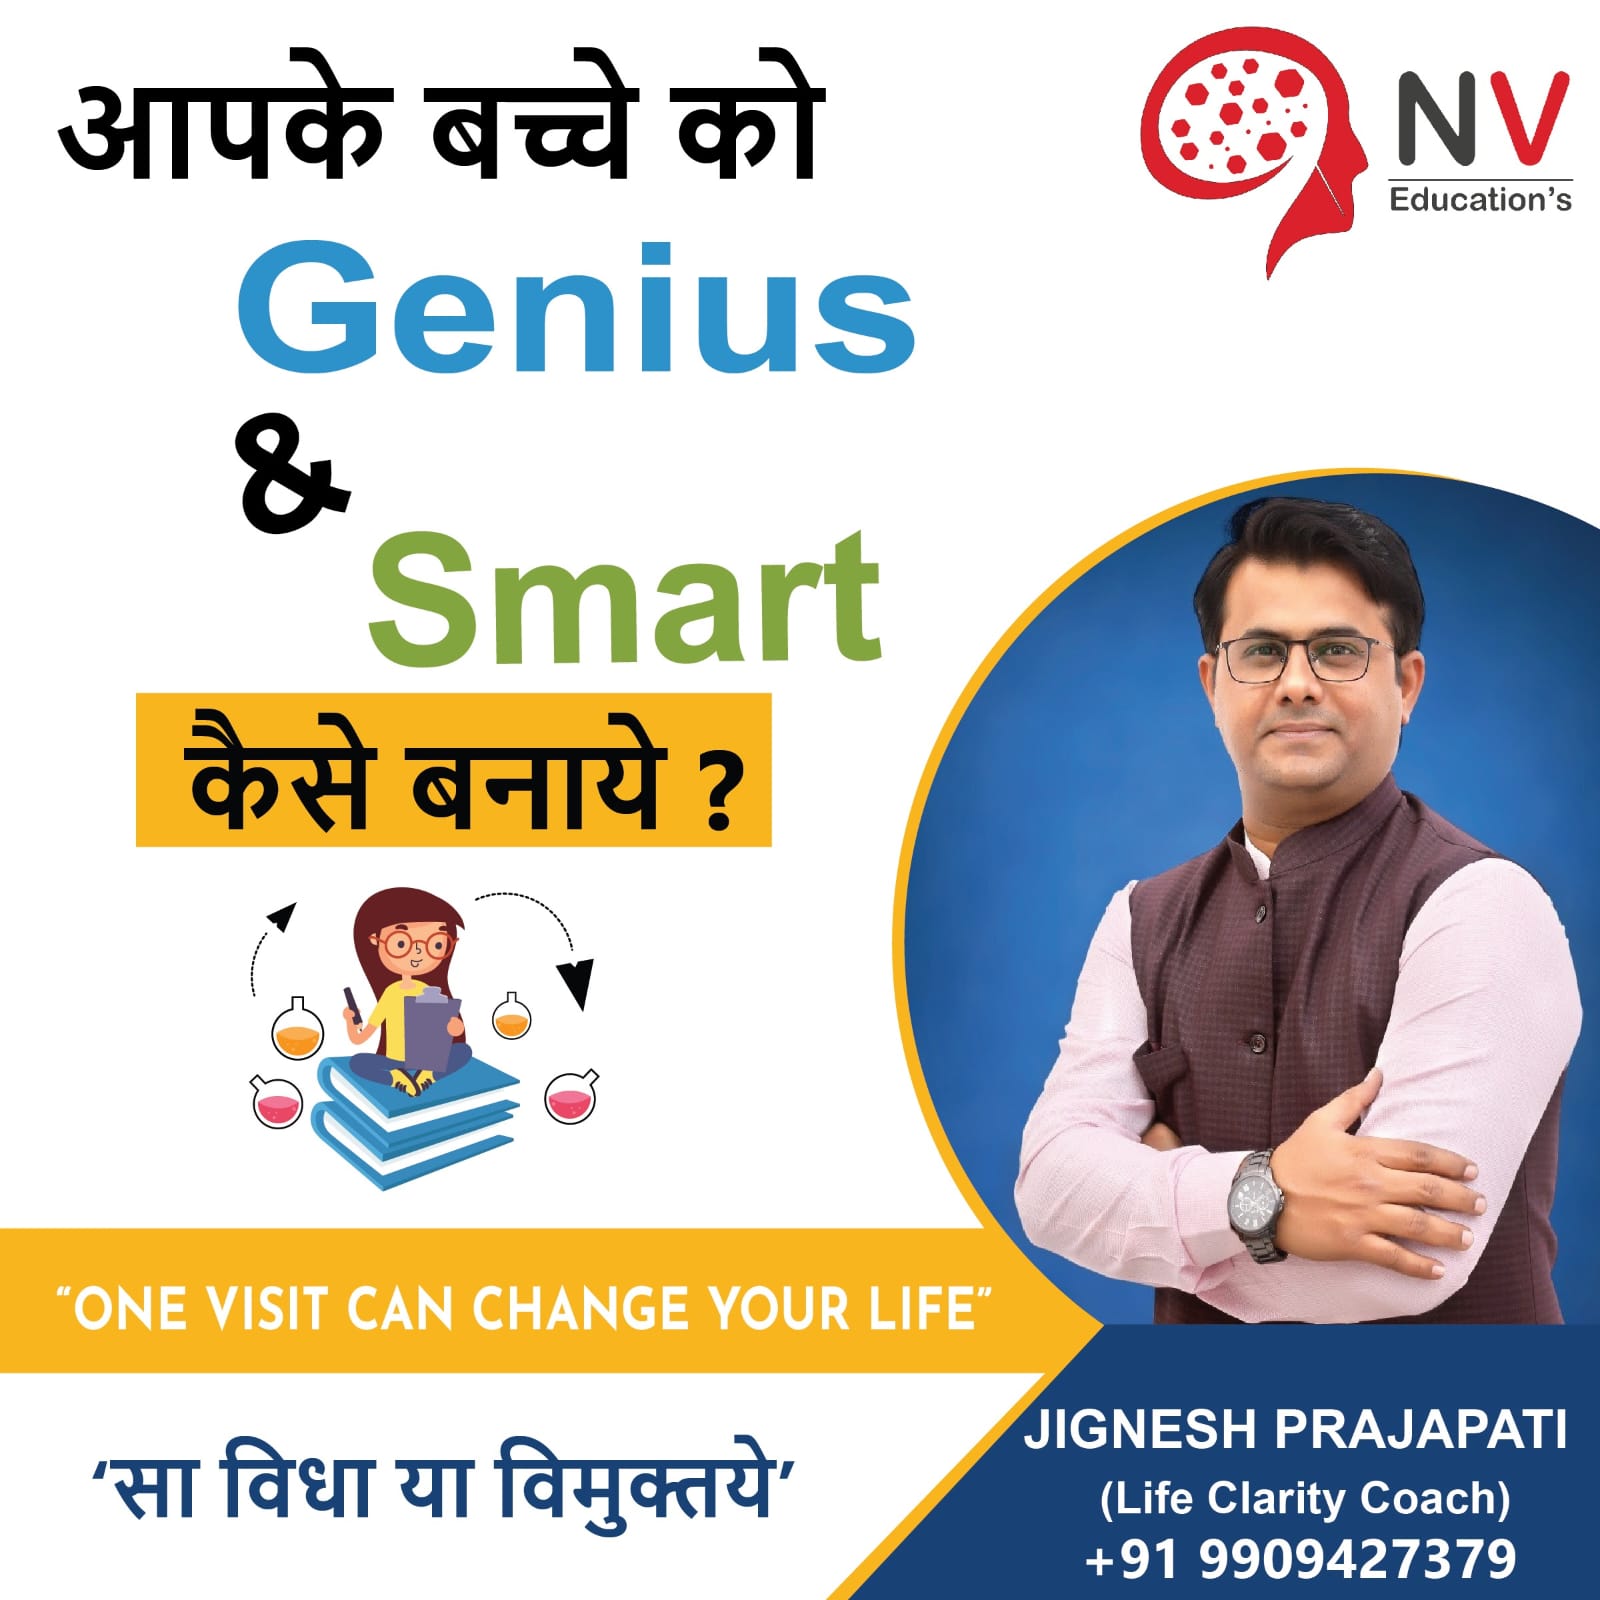 आपके बच्चे को
NV
Education's
Genius
&
Smart
कैसे बनाये ?
“ONE VISIT CAN CHANGE YOUR LIFE”
‘सा विधा या विमुक्तये’
JIGNESH PRAJAPATI
(Life Clarity Coach)
+91 9909427379